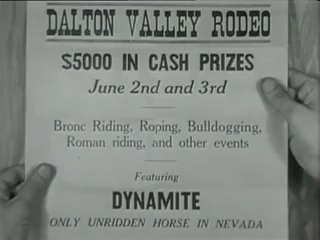 DALTON VALLEY RODEO
$5000 IN CASH PRIZES
June 2nd and 3rd
Bronc Riding, Roping, Bulldogging,
Roman riding, and other events
Featuring
DYNAMITE
ONLY UNRIDDEN HORSE IN NEVADA